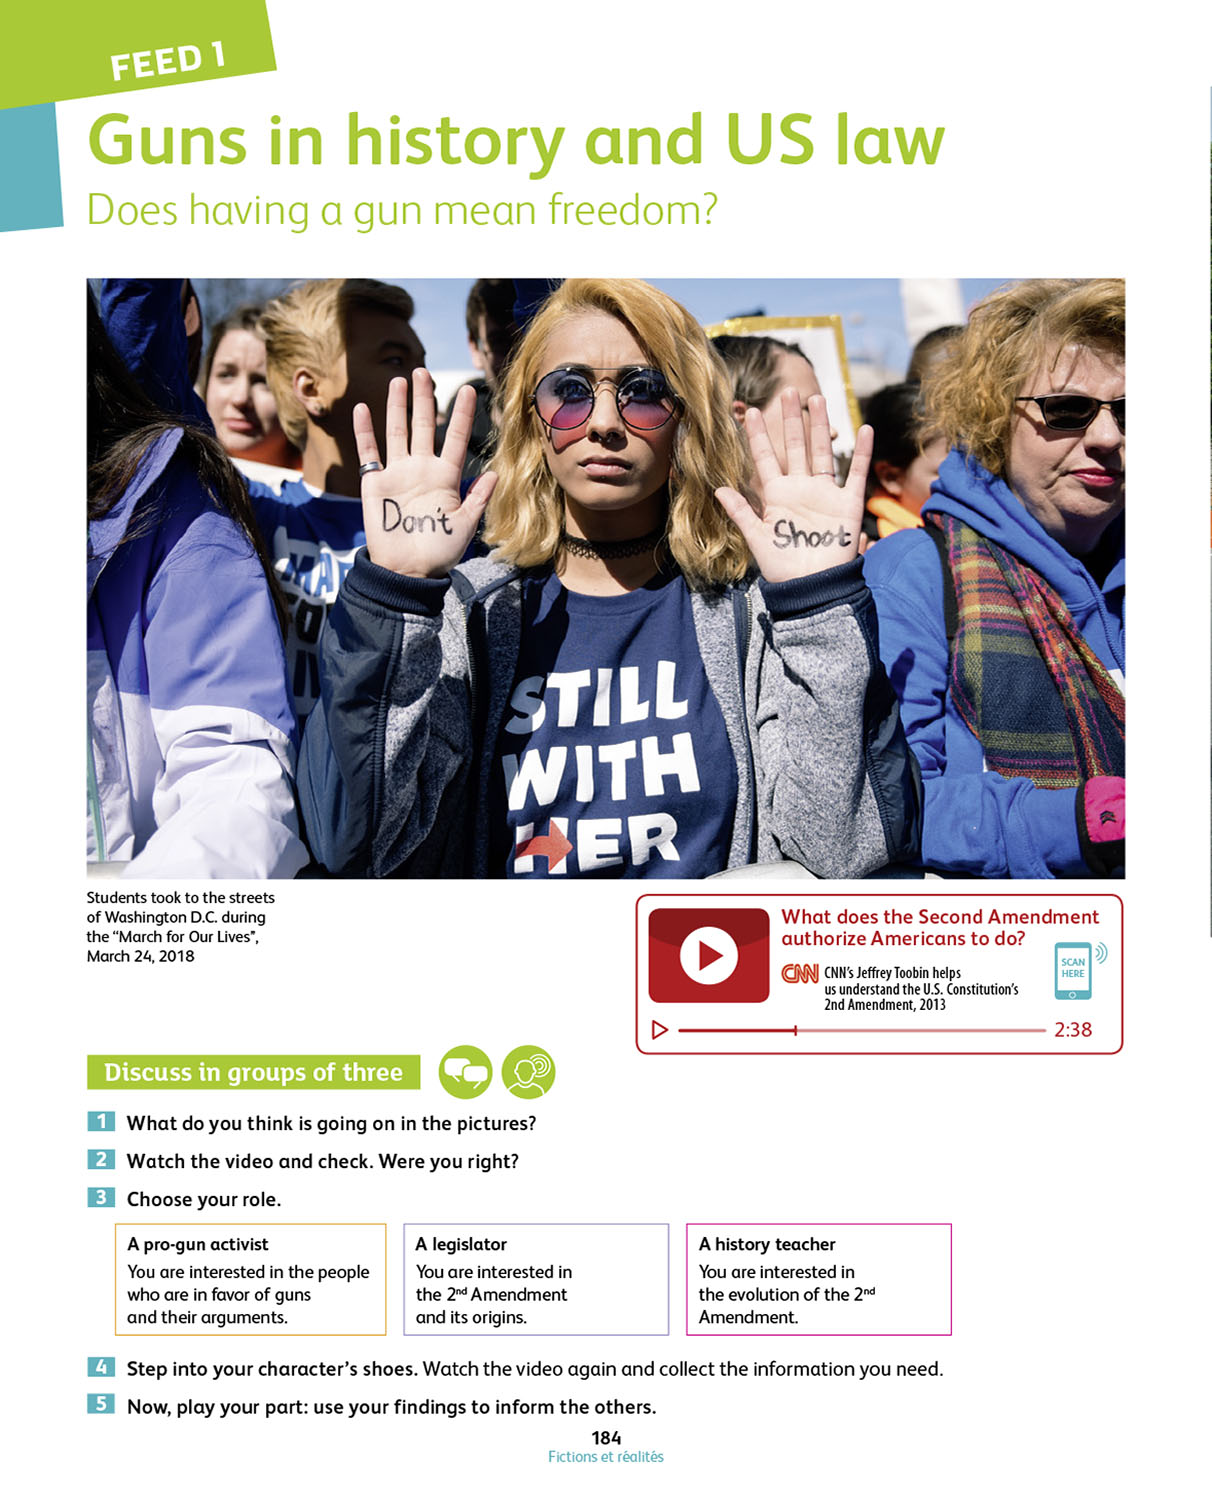 FEED 1
Guns in history and US law
Does having a gun mean freedom?
Don't
Shoot
STILL
WITH
HER
Students took to the streets
of Washington D.C. during
the “March for Our Lives”,
March 24, 2018
What does the Second Amendment
authorize Americans to do?
CNN
CNN's Jeffrey Toobin helps
us understand the U.S. Constitution's
2nd Amendment, 2013
SCAN
HERE
2:38
Discuss in groups of three
1 What do you think is going on in the pictures?
2 Watch the video and check. Were you right?
3 Choose your role.
A pro-gun activist
You are interested in the people
who are in favor of guns
and their arguments.
A legislator
You are interested in
the 2nd Amendment
and its origins.
A history teacher
You are interested in
the evolution of the 2nd
Amendment.
4 Step into your character's shoes. Watch the video again and collect the information you need.
5 Now, play your part: use your findings to inform the others.
184
Fictions et réalités